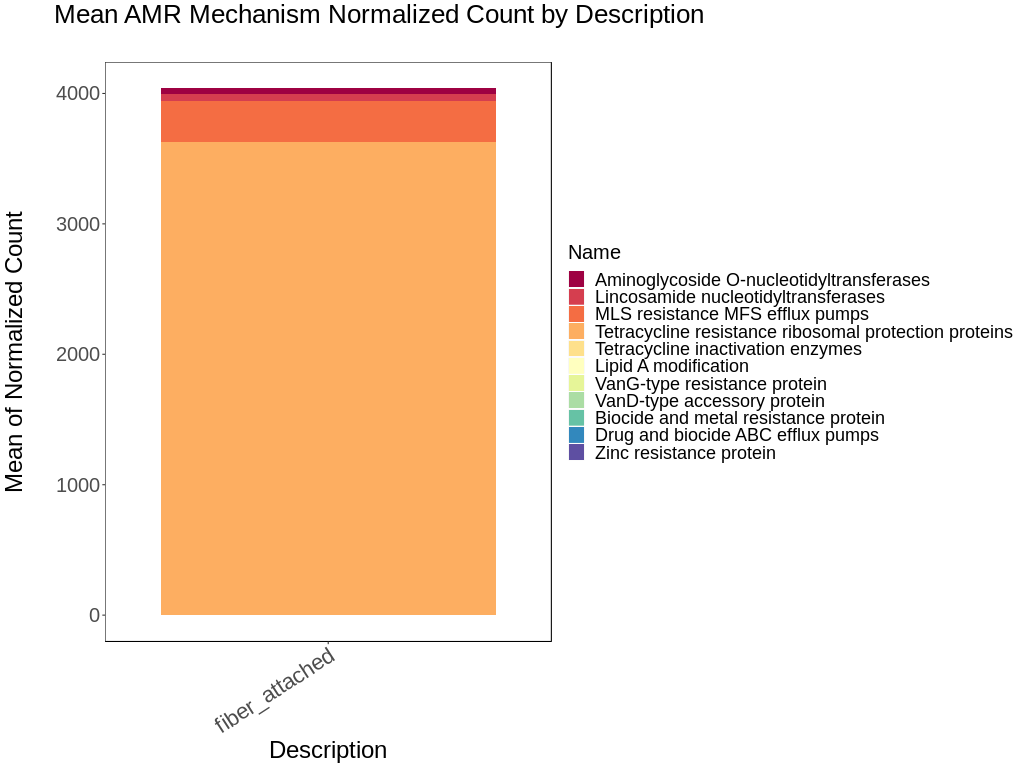 Mean AMR Mechanism Normalized Count by Description
Mean of Normalized Count
4000
3000
2000
1000
0
fiber_attached
Description
Name
Aminoglycoside O-nucleotidyltransferases
Lincosamide nucleotidyltransferases
MLS resistance MFS efflux pumps
Tetracycline resistance ribosomal protection proteins
Tetracycline inactivation enzymes
Lipid A modification
VanG-type resistance protein
VanD-type accessory protein
Biocide and metal resistance protein
Drug and biocide ABC efflux pumps
Zinc resistance protein